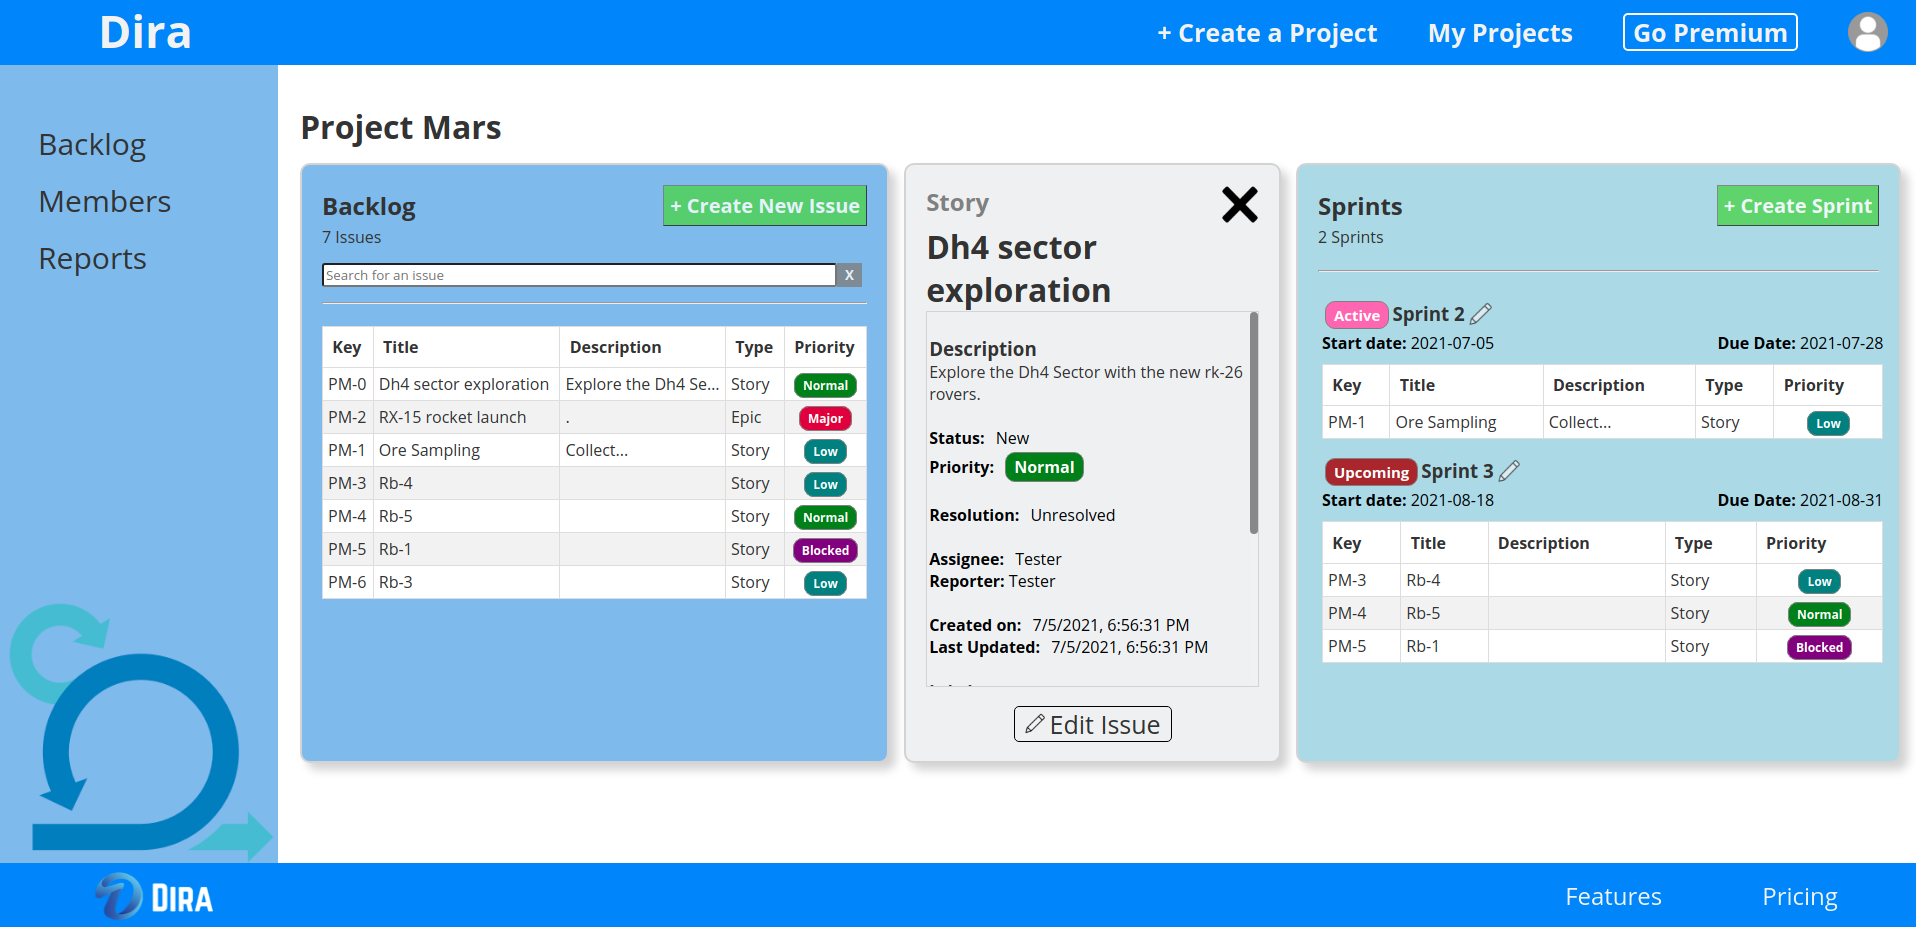 Dira
+ Create a Project
My Projects
Go Premium
Backlog
Members
Reports
Project Mars
Backlog
+ Create New Issue
7 Issues
Search for an issue
X
Key Title Description Type Priority
PM-0 Dh4 sector exploration Explore the Dh4 Se... Story Normal
PM-2 RX-15 rocket launch . Epic Major
PM-1 Ore Sampling Collect... Story Low
PM-3 Rb-4 Story Low
PM-4 Rb-5 Story Normal
PM-5 Rb-1 Story Blocked
PM-6 Rb-3 Story Low
Story
Dh4 sector
exploration
Description
Explore the Dh4 Sector with the new rk-26
rovers.
Status: New
Priority: Normal
Resolution: Unresolved
Assignee: Tester
Reporter: Tester
Created on: 7/5/2021, 6:56:31 PM
Last Updated: 7/5/2021, 6:56:31 PM
Edit Issue
Sprints
+ Create Sprint
2 Sprints
Active Sprint 2
Start date: 2021-07-05 Due Date: 2021-07-28
Key Title Description Type Priority
PM-1 Ore Sampling Collect... Story Low
Upcoming Sprint 3
Start date: 2021-08-18 Due Date: 2021-08-31
Key Title Description Type Priority
PM-3 Rb-4 Story Low
PM-4 Rb-5 Story Normal
PM-5 Rb-1 Story Blocked
DIRA
Features
Pricing